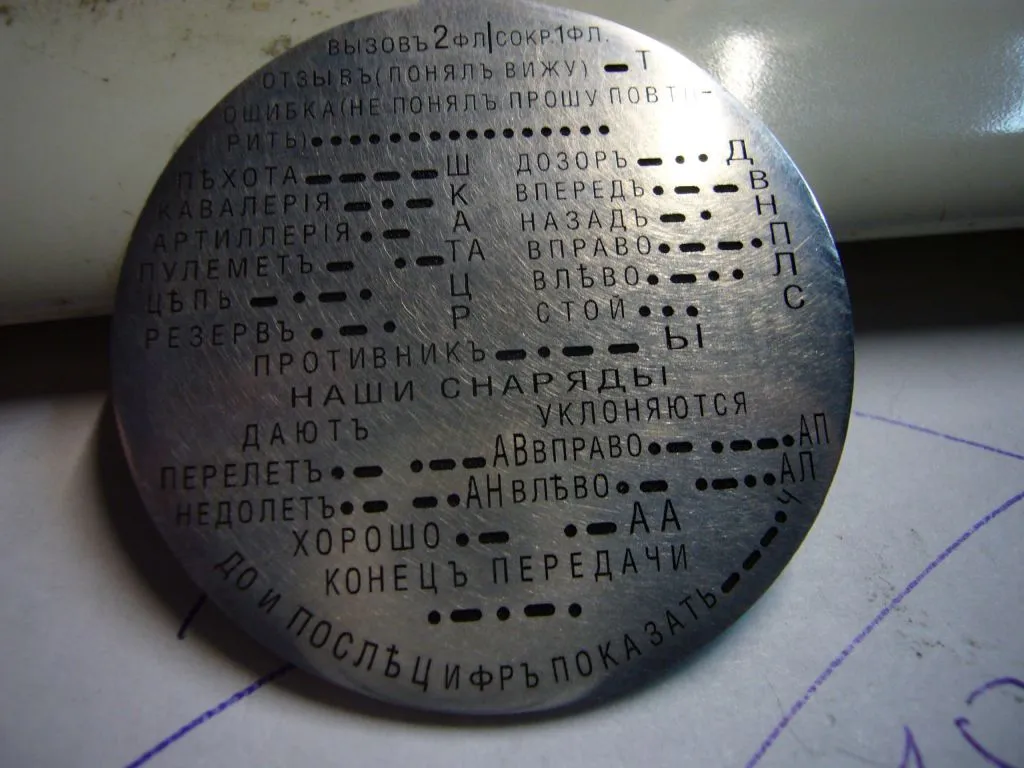 ВЫЗОВЪ 2 ФЛ|СОКР.1 ФЛ.
ОТЗЫВЪ(ПОНЯЛЪ ВИЖУ) — Т
ОШИБКА(НЕ ПОНЯЛЪ ПРОШУ ПОВТО-
РИТЬ)•••••••••••••••
ПѢХОТА — — — — Ш
КАВАЛЕРІЯ — • — К
АРТИЛЛЕРІЯ • — А
ПУЛЕМЕТЪ — • — ТА
ЦѢПЬ — • — • Ц
РЕЗЕРВЪ • — • Р
ДОЗОРЪ — • • Д
ВПЕРЕДЪ • — — В
НАЗАДЪ — • Н
ВПРАВО • — — • П
ВЛѢВО • — • • Л
СТОЙ • • • С
ПРОТИВНИКЪ — • — — Ы
НАШИ СНАРЯДЫ
ДАЮТЪ
ПЕРЕЛЕТЪ • — • — — АВ
НЕДОЛЕТЪ • — — • АН
УКЛОНЯЮТСЯ
ВПРАВО • — • — — • АП
ВЛѢВО • — • — • • АЛ
ХОРОШО • — • — АА
КОНЕЦЪ ПЕРЕДАЧИ
• — • — •
ДО И ПОСЛѢ ЦИФРЪ ПОКАЗАТЬ — — — • Ч